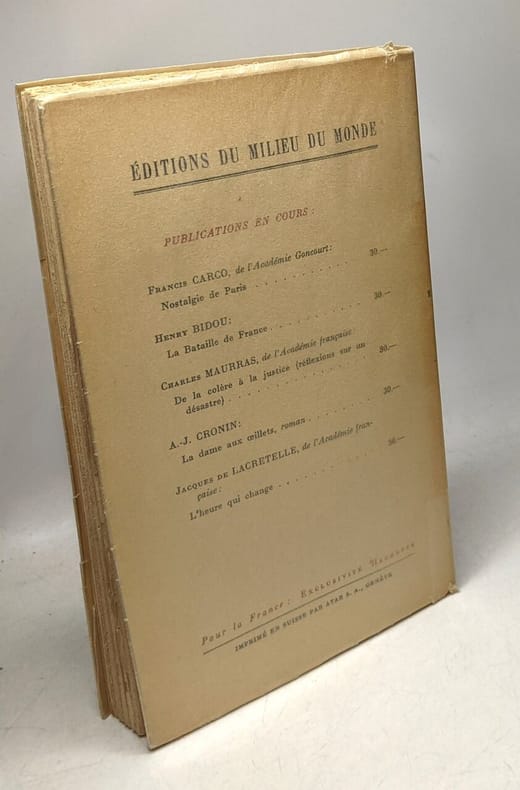 ÉDITIONS DU MILIEU DU MONDE
PUBLICATIONS EN COURS :
FRANCIS CARCO, de l'Académie Goncourt :
Nostalgie de Paris . . . . . . . . . . . 30.—
HENRY BIDOU :
La Bataille de France . . . . . . . . . . 30.—
CHARLES MAURRAS, de l'Académie française :
De la colère à la justice (réflexions sur un
désastre) . . . . . . . . . . . . . 30.—
A.-J. CRONIN :
La dame aux œillets, roman . . . . . . . 30.—
JACQUES DE LACRETELLE, de l'Académie fran-
çaise :
L'heure qui change . . . . . . . . . . .
Pour la France : EXCLUSIVITÉ HACHETTE
IMPRIMÉ EN SUISSE PAR ATAR S. A., GENÈVE